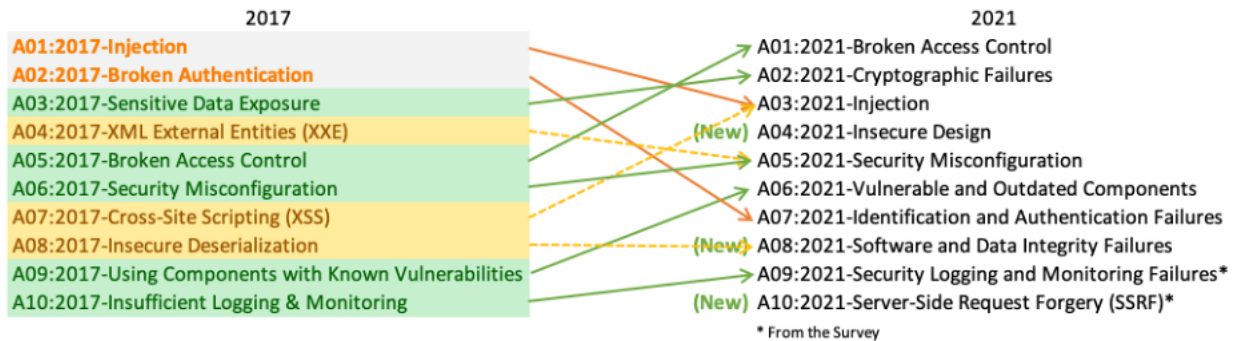 2017 2021
A01:2017-Injection A01:2021-Broken Access Control
A02:2017-Broken Authentication A02:2021-Cryptographic Failures
A03:2017-Sensitive Data Exposure A03:2021-Injection
A04:2017-XML External Entities (XXE) (New) A04:2021-Insecure Design
A05:2017-Broken Access Control A05:2021-Security Misconfiguration
A06:2017-Security Misconfiguration A06:2021-Vulnerable and Outdated Components
A07:2017-Cross-Site Scripting (XSS) A07:2021-Identification and Authentication Failures
A08:2017-Insecure Deserialization (New) A08:2021-Software and Data Integrity Failures
A09:2017-Using Components with Known Vulnerabilities A09:2021-Security Logging and Monitoring Failures*
A10:2017-Insufficient Logging & Monitoring (New) A10:2021-Server-Side Request Forgery (SSRF)*
* From the Survey